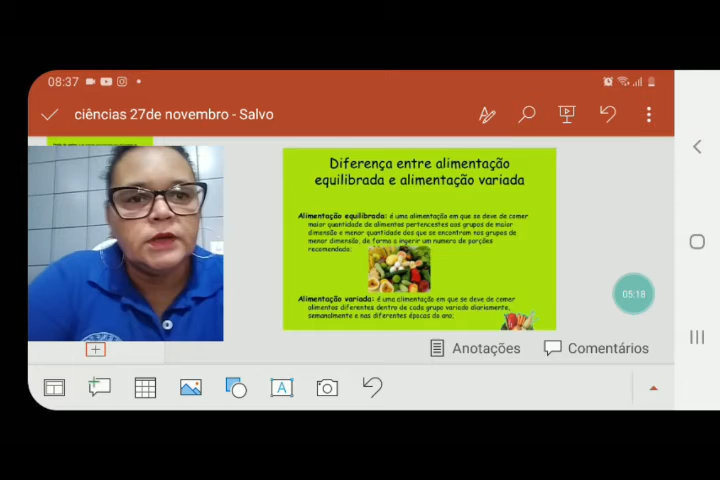 08:37
ciências 27de novembro - Salvo
Diferença entre alimentação
equilibrada e alimentação variada
Alimentação equilibrada: é uma alimentação em que se deve de comer
maior quantidade de alimentos pertencestes aos grupos de maior
dimensão e menor quantidade dos que se encontram nos grupos de
menor dimensão, de forma a ingerir um numero de porções
recomendado;
Alimentação variada: é uma alimentação em que se deve de comer
alimentos diferentes dentro de cada grupo variado diariamente,
semanalmente e nas diferentes épocas do ano;
05:18
Anotações
Comentários
A